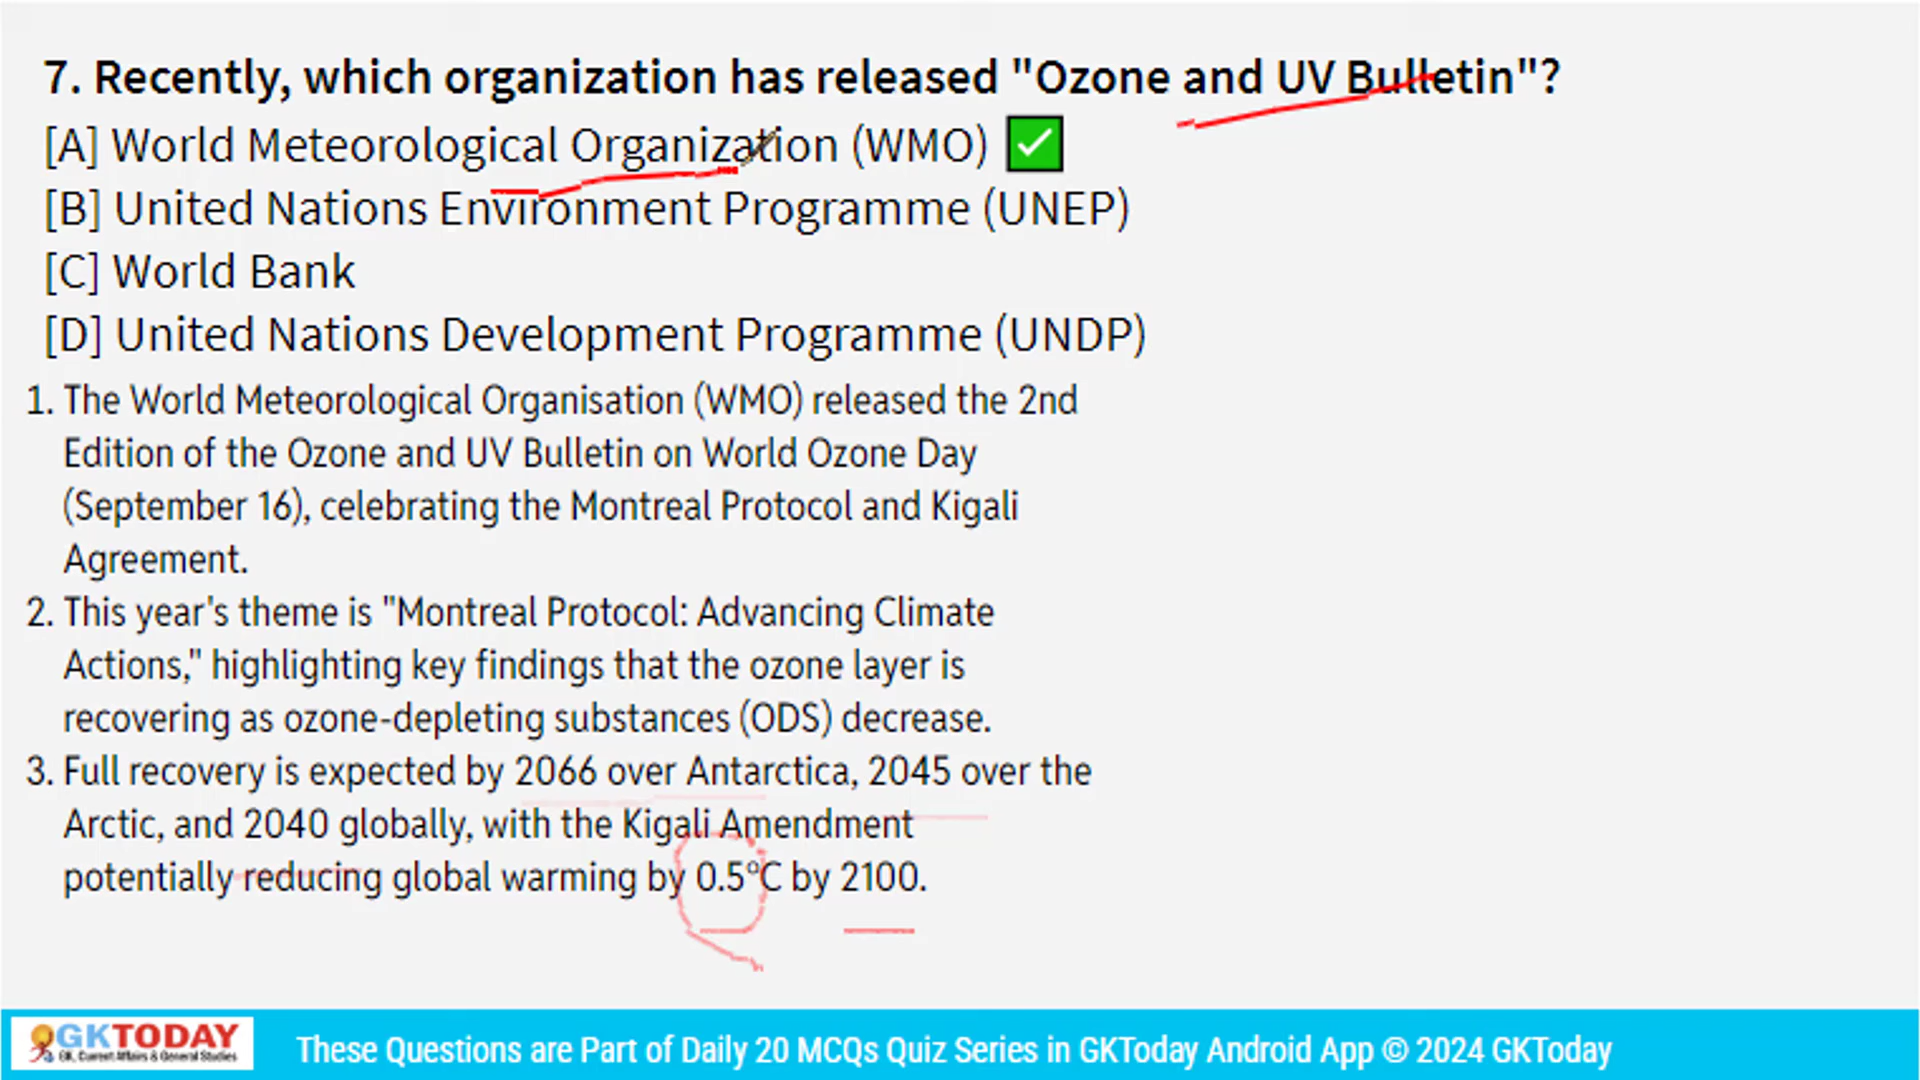 7. Recently, which organization has released "Ozone and UV Bulletin"?
[A] World Meteorological Organization (WMO) ✅
[B] United Nations Environment Programme (UNEP)
[C] World Bank
[D] United Nations Development Programme (UNDP)
1. The World Meteorological Organisation (WMO) released the 2nd
Edition of the Ozone and UV Bulletin on World Ozone Day
(September 16), celebrating the Montreal Protocol and Kigali
Agreement.
2. This year's theme is "Montreal Protocol: Advancing Climate
Actions," highlighting key findings that the ozone layer is
recovering as ozone-depleting substances (ODS) decrease.
3. Full recovery is expected by 2066 over Antarctica, 2045 over the
Arctic, and 2040 globally, with the Kigali Amendment
potentially reducing global warming by 0.5°C by 2100.
GKTODAY
GK, Current Affairs & General Studies
These Questions are Part of Daily 20 MCQs Quiz Series in GKToday Android App © 2024 GKToday